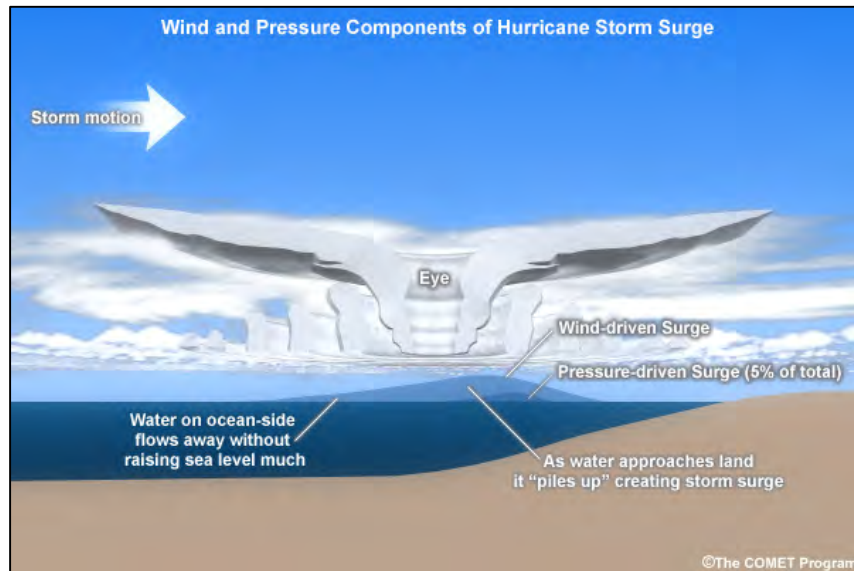 Wind and Pressure Components of Hurricane Storm Surge
Storm motion
Eye
Wind-driven Surge
Pressure-driven Surge (5% of total)
Water on ocean-side
flows away without
raising sea level much
As water approaches land
it “piles up” creating storm surge
©The COMET Program